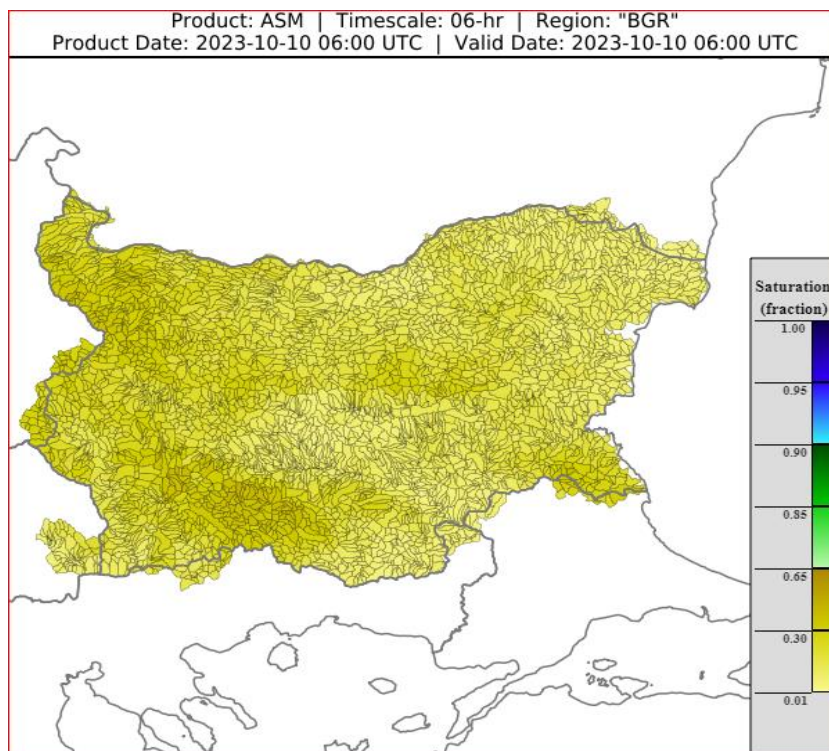 Product: ASM | Timescale: 06-hr | Region: "BGR"
Product Date: 2023-10-10 06:00 UTC | Valid Date: 2023-10-10 06:00 UTC
Saturation
(fraction)
1.00
0.95
0.90
0.85
0.65
0.30
0.01